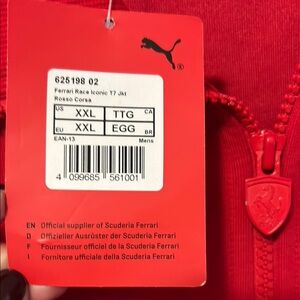 625198 02
Ferrari Race Iconic T7 Jkt
Rosso Corsa
US XXL TTG CA
EU XXL EGG BR
EAN-13 Mens
4 099685 561001
EN Official supplier of Scuderia Ferrari
D Offizieller Ausrüster der Scuderia Ferrari
F Fournisseur officiel de la Scuderia Ferrari
I Fornitore ufficiale della Scuderia Ferrari